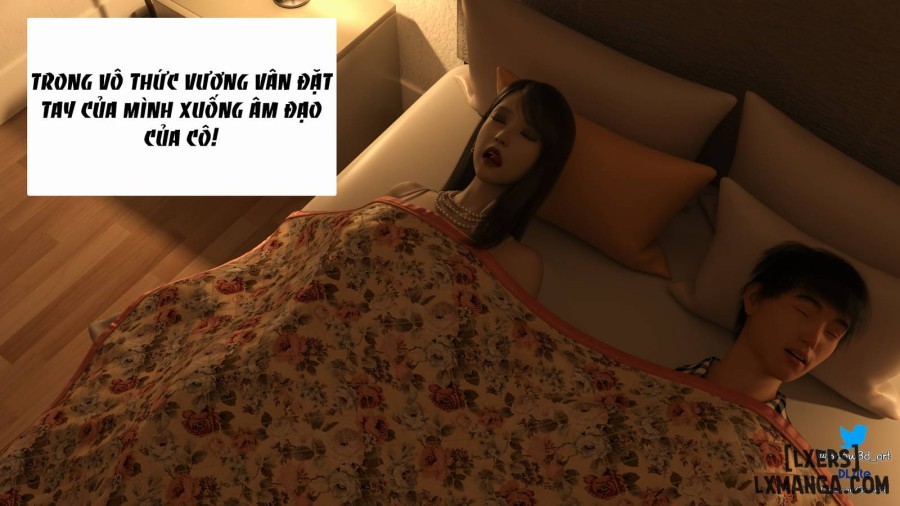 TRONG VÔ THỨC VƯƠNG VÂN ĐẶT
TAY CỦA MÌNH XUỐNG ÂM ĐẠO
CỦA CÔ!
[LXERS]
LXMANGA.COM